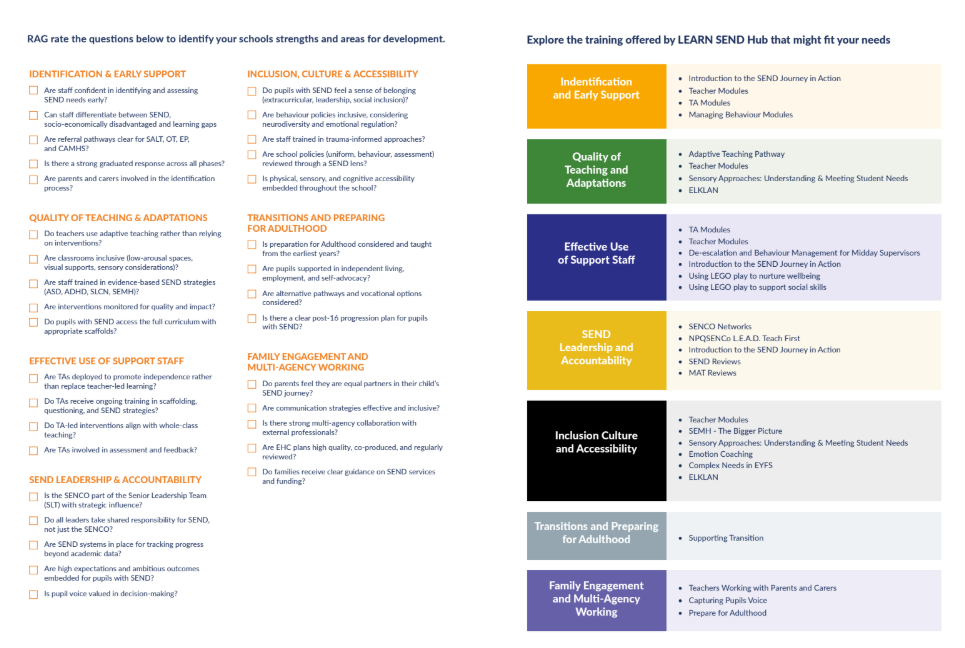 RAG rate the questions below to identify your schools strengths and areas for development.
IDENTIFICATION & EARLY SUPPORT
Are staff confident in identifying and assessing
SEND needs early?
Can staff differentiate between SEND,
socio-economically disadvantaged and learning gaps
Are referral pathways clear for SALT, OT, EP,
and CAMHS?
Is there a strong graduated response across all phases?
Are parents and carers involved in the identification
process?
QUALITY OF TEACHING & ADAPTATIONS
Do teachers use adaptive teaching rather than relying
on interventions?
Are classrooms inclusive (low-arousal spaces,
visual supports, sensory considerations)?
Are staff trained in evidence-based SEND strategies
(ASD, ADHD, SLCN, SEMH)?
Are interventions monitored for quality and impact?
Do pupils with SEND access the full curriculum with
appropriate scaffolds?
EFFECTIVE USE OF SUPPORT STAFF
Are TAs deployed to promote independence rather
than replace teacher-led learning?
Do TAs receive ongoing training in scaffolding,
questioning, and SEND strategies?
Do TA-led interventions align with whole-class
teaching?
Are TAs involved in assessment and feedback?
SEND LEADERSHIP & ACCOUNTABILITY
Is the SENCO part of the Senior Leadership Team
(SLT) with strategic influence?
Do all leaders take shared responsibility for SEND,
not just the SENCO?
Are SEND systems in place for tracking progress
beyond academic data?
Are high expectations and ambitious outcomes
embedded for pupils with SEND?
Is pupil voice valued in decision-making?
INCLUSION, CULTURE & ACCESSIBILITY
Do pupils with SEND feel a sense of belonging
(extracurricular, leadership, social inclusion)?
Are behaviour policies inclusive, considering
neurodiversity and emotional regulation?
Are staff trained in trauma-informed approaches?
Are school policies (uniform, behaviour, assessment)
reviewed through a SEND lens?
Is physical, sensory, and cognitive accessibility
embedded throughout the school?
TRANSITIONS AND PREPARING
FOR ADULTHOOD
Is preparation for Adulthood considered and taught
from the earliest years?
Are pupils supported in independent living,
employment, and self-advocacy?
Are alternative pathways and vocational options
considered?
Is there a clear post-16 progression plan for pupils
with SEND?
FAMILY ENGAGEMENT AND
MULTI-AGENCY WORKING
Do parents feel they are equal partners in their child's
SEND journey?
Are communication strategies effective and inclusive?
Is there strong multi-agency collaboration with
external professionals?
Are EHC plans high quality, co-produced, and regularly
reviewed?
Do families receive clear guidance on SEND services
and funding?
Explore the training offered by LEARN SEND Hub that might fit your needs
Indentification
and Early Support
• Introduction to the SEND Journey in Action
• Teacher Modules
• TA Modules
• Managing Behaviour Modules
Quality of
Teaching and
Adaptations
• Adaptive Teaching Pathway
• Teacher Modules
• Sensory Approaches: Understanding & Meeting Student Needs
• ELKLAN
Effective Use
of Support Staff
• TA Modules
• Teacher Modules
• De-escalation and Behaviour Management for Midday Supervisors
• Introduction to the SEND Journey in Action
• Using LEGO play to nurture wellbeing
• Using LEGO play to support social skills
SEND
Leadership and
Accountability
• SENCO Networks
• NPQSENCo L.E.A.D. Teach First
• Introduction to the SEND Journey in Action
• SEND Reviews
• MAT Reviews
Inclusion Culture
and Accessibility
• Teacher Modules
• SEMH - The Bigger Picture
• Sensory Approaches: Understanding & Meeting Student Needs
• Emotion Coaching
• Complex Needs in EYFS
• ELKLAN
Transitions and Preparing
for Adulthood
• Supporting Transition
Family Engagement
and Multi-Agency
Working
• Teachers Working with Parents and Carers
• Capturing Pupils Voice
• Prepare for Adulthood